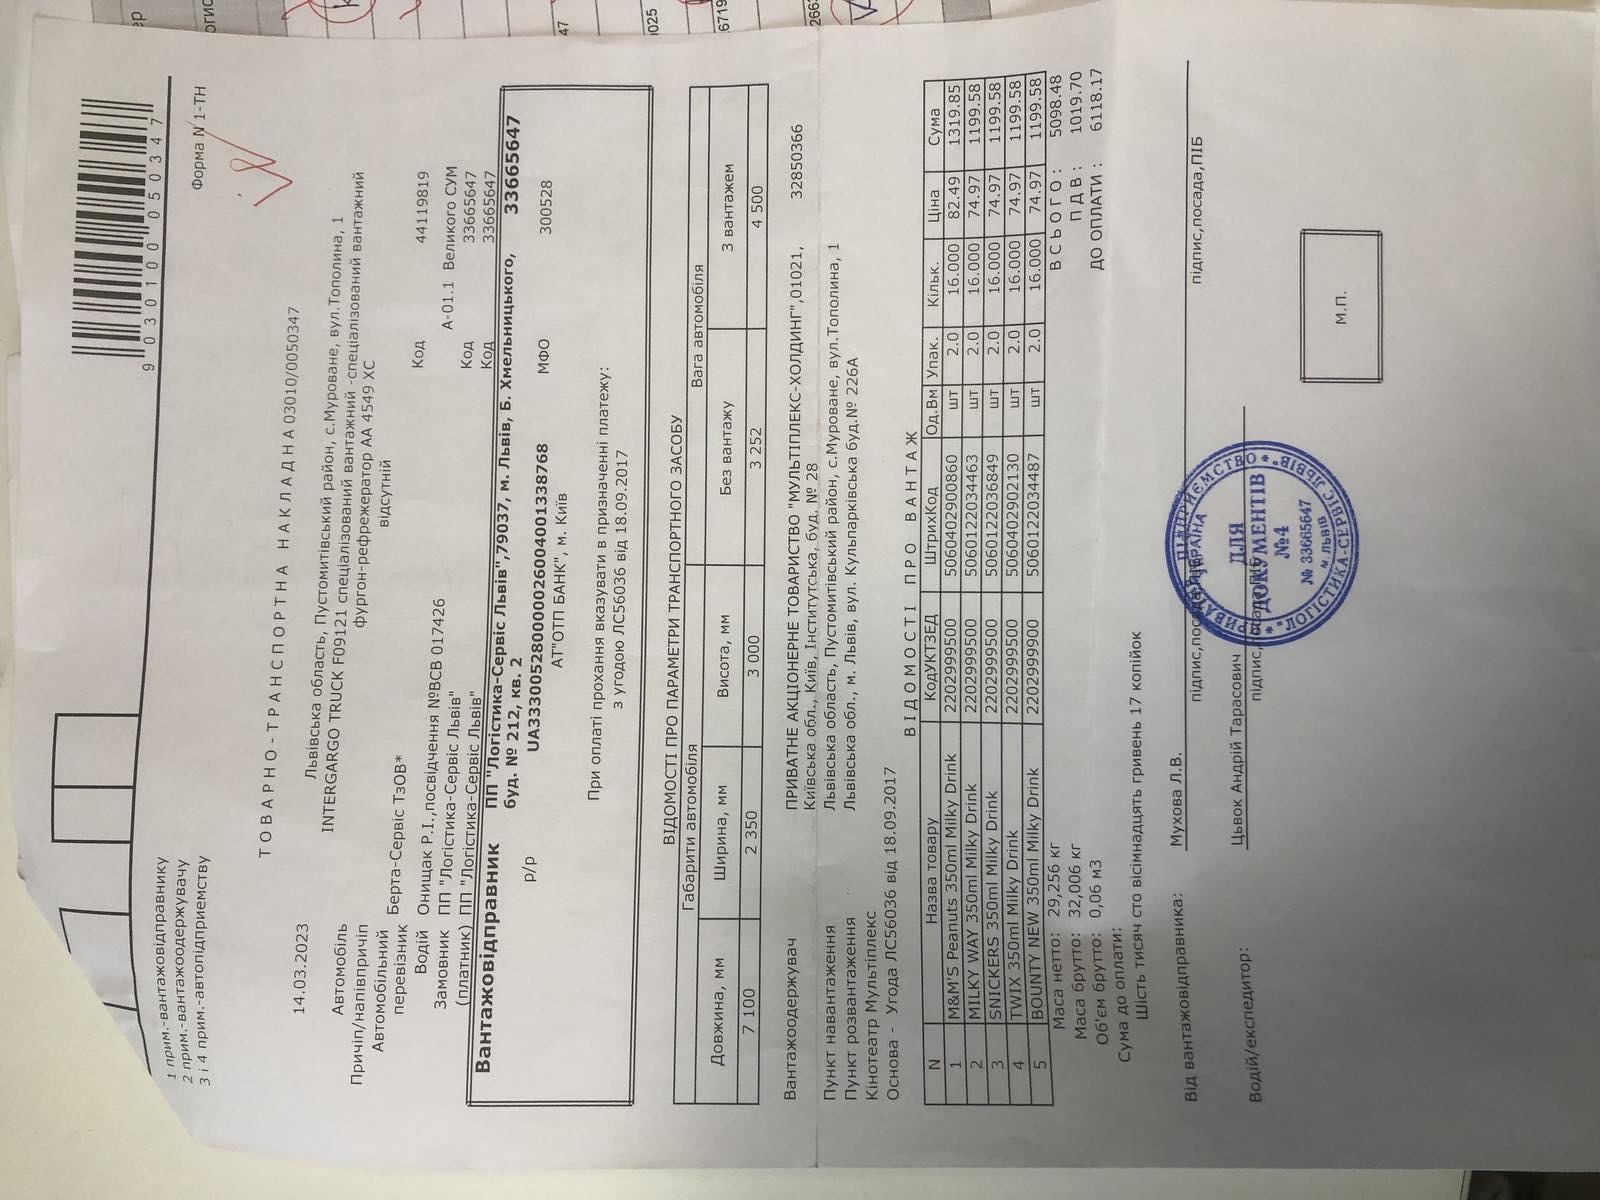 9 030100 050347
1 прим.-вантажовідправнику
2 прим.-вантажоодержувачу
3 і 4 прим.-автопідприємству
Форма N 1-ТН
ТОВАРНО-ТРАНСПОРТНА НАКЛАДНА 03010/0050347
14.03.2023
Львівська область, Пустомитівський район, с.Муроване, вул.Тополина, 1
Автомобіль INTERGARGO TRUCK F09121 спеціалізований вантажний -спеціалізований вантажний
Причіп/напівпричіп фургон-рефрежератор АА 4549 ХС
Автомобільний відсутній
перевізник Берта-Сервіс ТзОВ* Код 44119819
Водій Онищак Р.І.,посвідчення №ВСВ 017426 А-01.1 Великого СУМ
Замовник ПП "Логістика-Сервіс Львів" Код 33665647
(платник) ПП "Логістика-Сервіс Львів" Код 33665647
Вантажовідправник ПП "Логістика-Сервіс Львів",79037, м. Львів, Б. Хмельницького, 33665647
буд. № 212, кв. 2
р/р UA333005280000026004001338768 МФО 300528
АТ"ОТП БАНК", м. Київ
При оплаті прохання вказувати в призначенні платежу:
з угодою ЛС56036 від 18.09.2017
ВІДОМОСТІ ПРО ПАРАМЕТРИ ТРАНСПОРТНОГО ЗАСОБУ
Габарити автомобіля Вага автомобіля
Довжина, мм Ширина, мм Висота, мм Без вантажу З вантажем
7 100 2 350 3 000 3 252 4 500
Вантажоодержувач ПРИВАТНЕ АКЦІОНЕРНЕ ТОВАРИСТВО "МУЛЬТІПЛЕКС-ХОЛДИНГ",01021, 32850366
Київська обл., Київ, Інститутська, буд. № 28
Пункт навантаження Львівська область, Пустомитівський район, с.Муроване, вул.Тополина, 1
Пункт розвантаження Львівська обл., м. Львів, вул. Кульпарківська буд.№ 226А
Кінотеатр Мультіплекс
Основа - Угода ЛС56036 від 18.09.2017
ВІДОМОСТІ ПРО ВАНТАЖ
N Назва товару КодУКТЗЕД ШтрихКод Од.Вм Упак. Кільк. Ціна Сума
1 M&M'S Peanuts 350ml Milky Drink 2202999500 5060402900860 шт 2.0 16.000 82.49 1319.85
2 MILKY WAY 350ml Milky Drink 2202999500 5060122034463 шт 2.0 16.000 74.97 1199.58
3 SNICKERS 350ml Milky Drink 2202999500 5060122036849 шт 2.0 16.000 74.97 1199.58
4 TWIX 350ml Milky Drink 2202999500 5060402902130 шт 2.0 16.000 74.97 1199.58
5 BOUNTY NEW 350ml Milky Drink 2202999900 5060122034487 шт 2.0 16.000 74.97 1199.58
Маса нетто: 29,256 кг ВСЬОГО: 5098.48
Маса брутто: 32,006 кг ПДВ: 1019.70
Об'єм брутто: 0,06 м3 ДО ОПЛАТИ: 6118.17
Сума до оплати:
Шість тисяч сто вісімнадцять гривень 17 копійок
Від вантажовідправника: Мухова Л.В.
підпис,посада,ПІБ підпис,посада,ПІБ
Водій/експедитор: Цьвок Андрій Тарасович
підпис,посада,ПІБ
М.П.
ПРИВАТНЕ ПІДПРИЄМСТВО
УКРАЇНА
ДЛЯ
ДОКУМЕНТІВ
№4
№ 33665647
м.ЛЬВІВ
"ЛОГІСТИКА-СЕРВІС ЛЬВІВ"